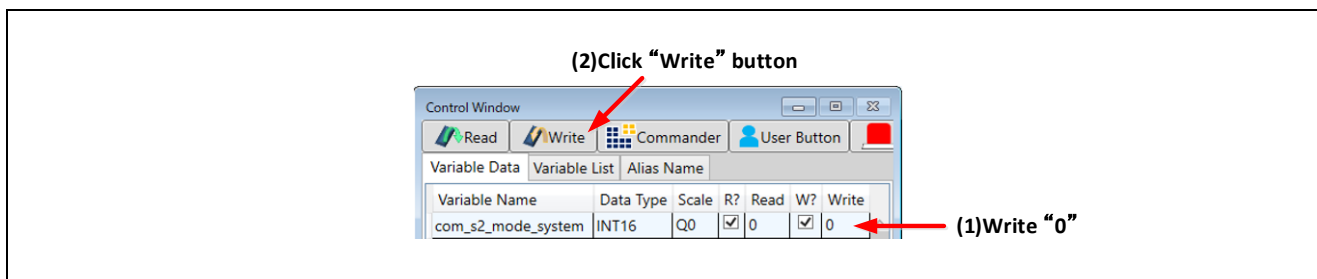 (2)Click “Write” button
Control Window
Read Write Commander User Button
Variable Data Variable List Alias Name
Variable Name Data Type Scale R? Read W? Write
com_s2_mode_system INT16 Q0 0 0
(1)Write “0”